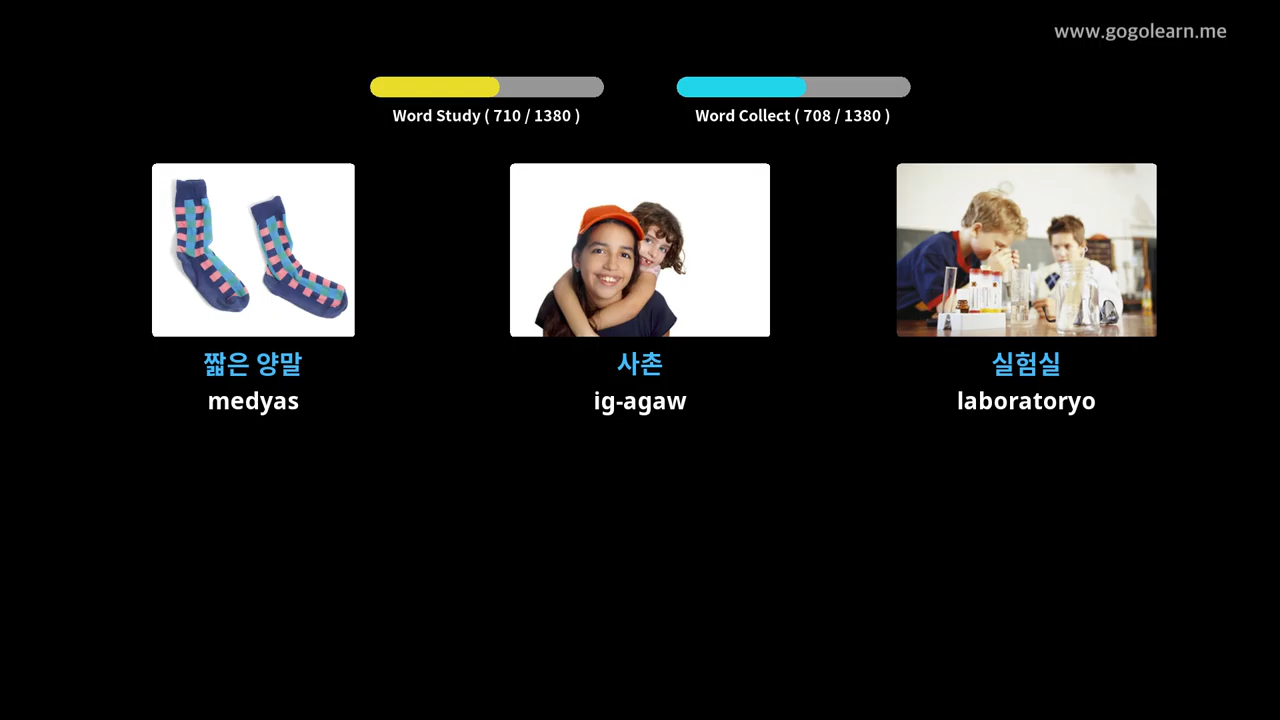 www.gogolearn.me
Word Study ( 710 / 1380 )
Word Collect ( 708 / 1380 )
짧은 양말
medyas
사촌
ig-agaw
실험실
laboratoryo